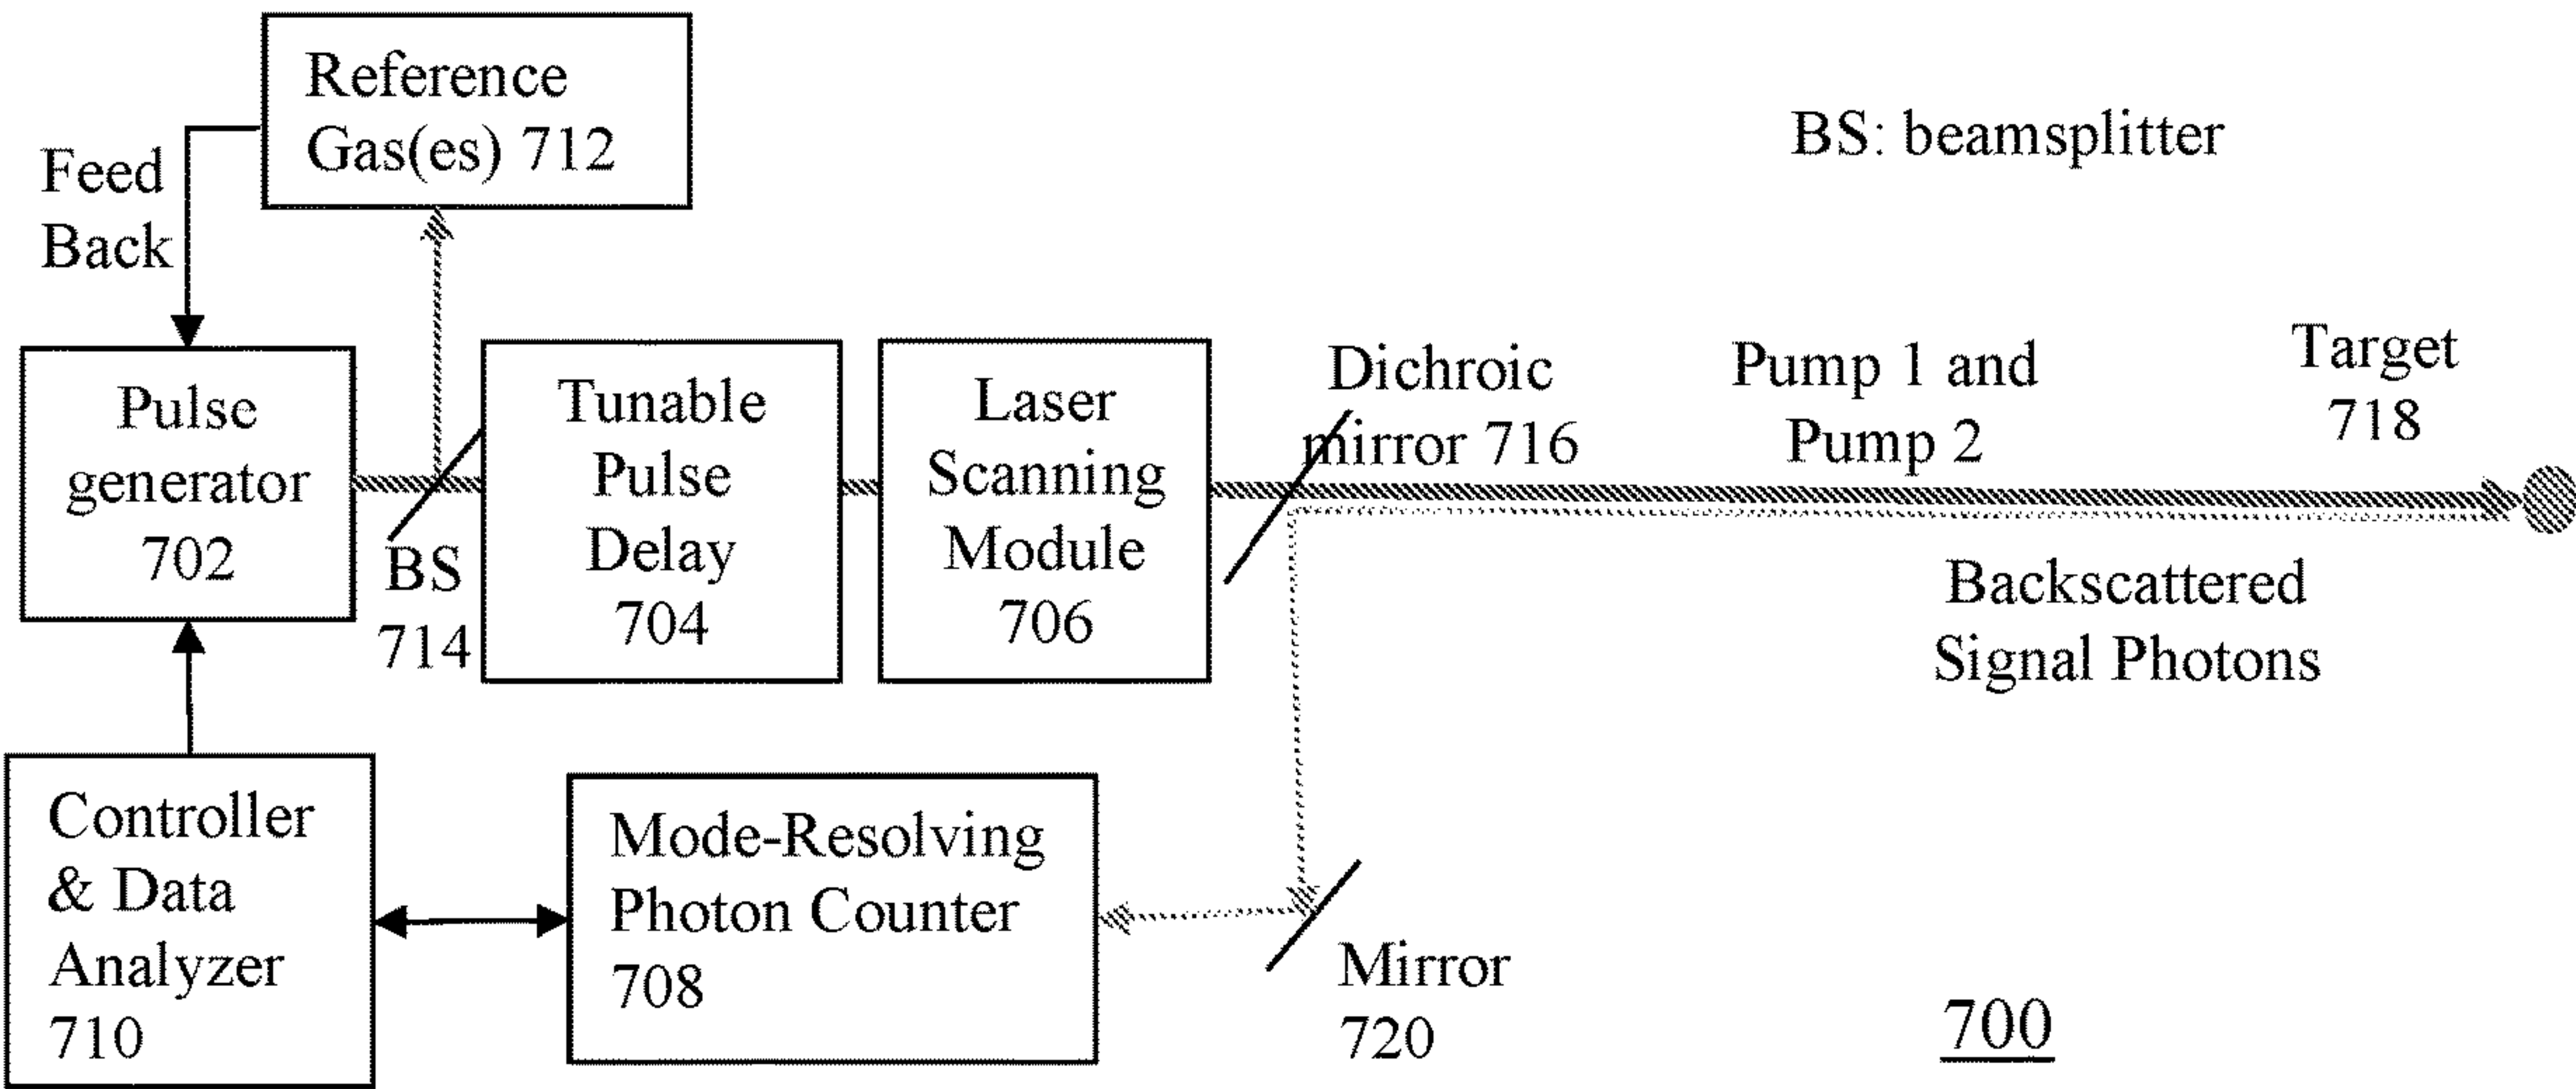 Reference
Gas(es) 712
BS: beamsplitter
Feed
Back
Pulse
generator
702
BS
714
Tunable
Pulse
Delay
704
Laser
Scanning
Module
706
Dichroic
mirror 716
Pump 1 and
Pump 2
Target
718
Backscattered
Signal Photons
Controller
& Data
Analyzer
710
Mode-Resolving
Photon Counter
708
Mirror
720
700